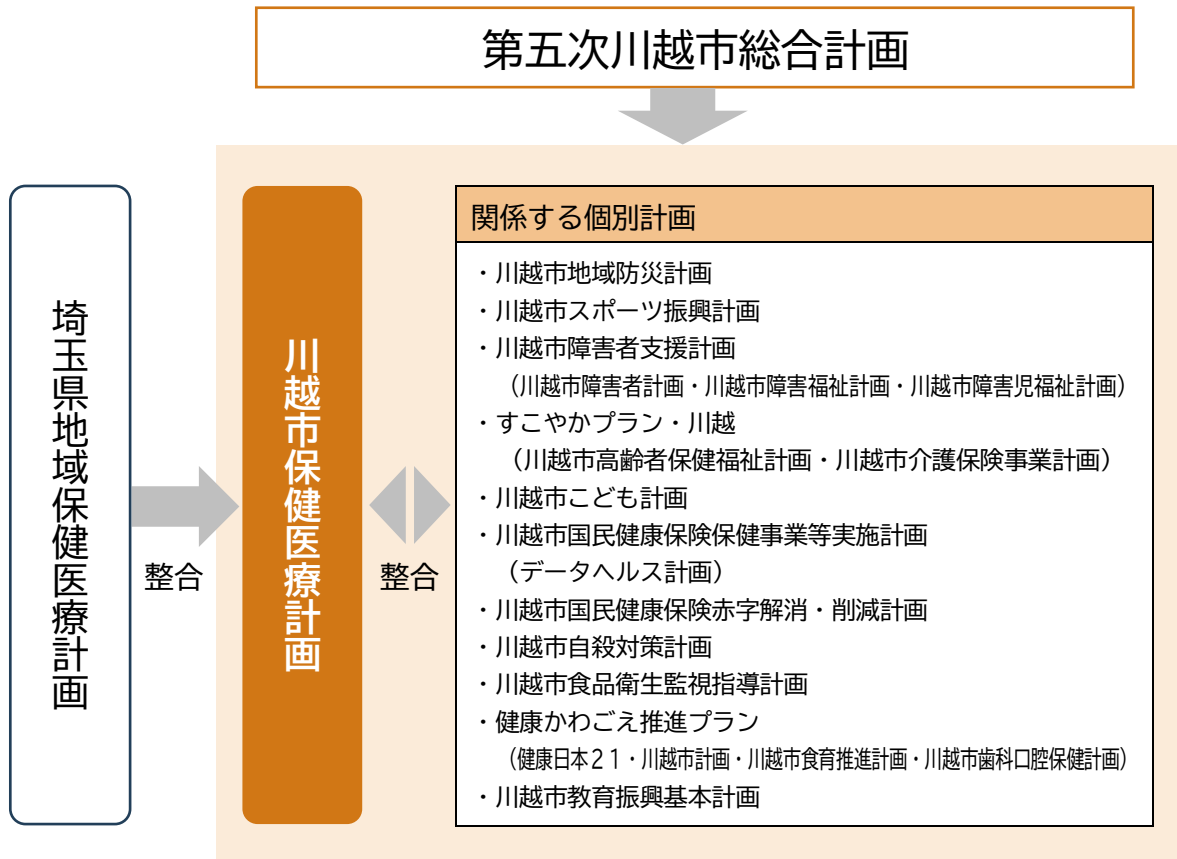 第五次川越市総合計画
埼玉県地域保健医療計画
整合
川越市保健医療計画
整合
関係する個別計画
・川越市地域防災計画
・川越市スポーツ振興計画
・川越市障害者支援計画
（川越市障害者計画・川越市障害福祉計画・川越市障害児福祉計画）
・すこやかプラン・川越
（川越市高齢者保健福祉計画・川越市介護保険事業計画）
・川越市こども計画
・川越市国民健康保険保健事業等実施計画
（データヘルス計画）
・川越市国民健康保険赤字解消・削減計画
・川越市自殺対策計画
・川越市食品衛生監視指導計画
・健康かわごえ推進プラン
（健康日本２１・川越市計画・川越市食育推進計画・川越市歯科口腔保健計画）
・川越市教育振興基本計画